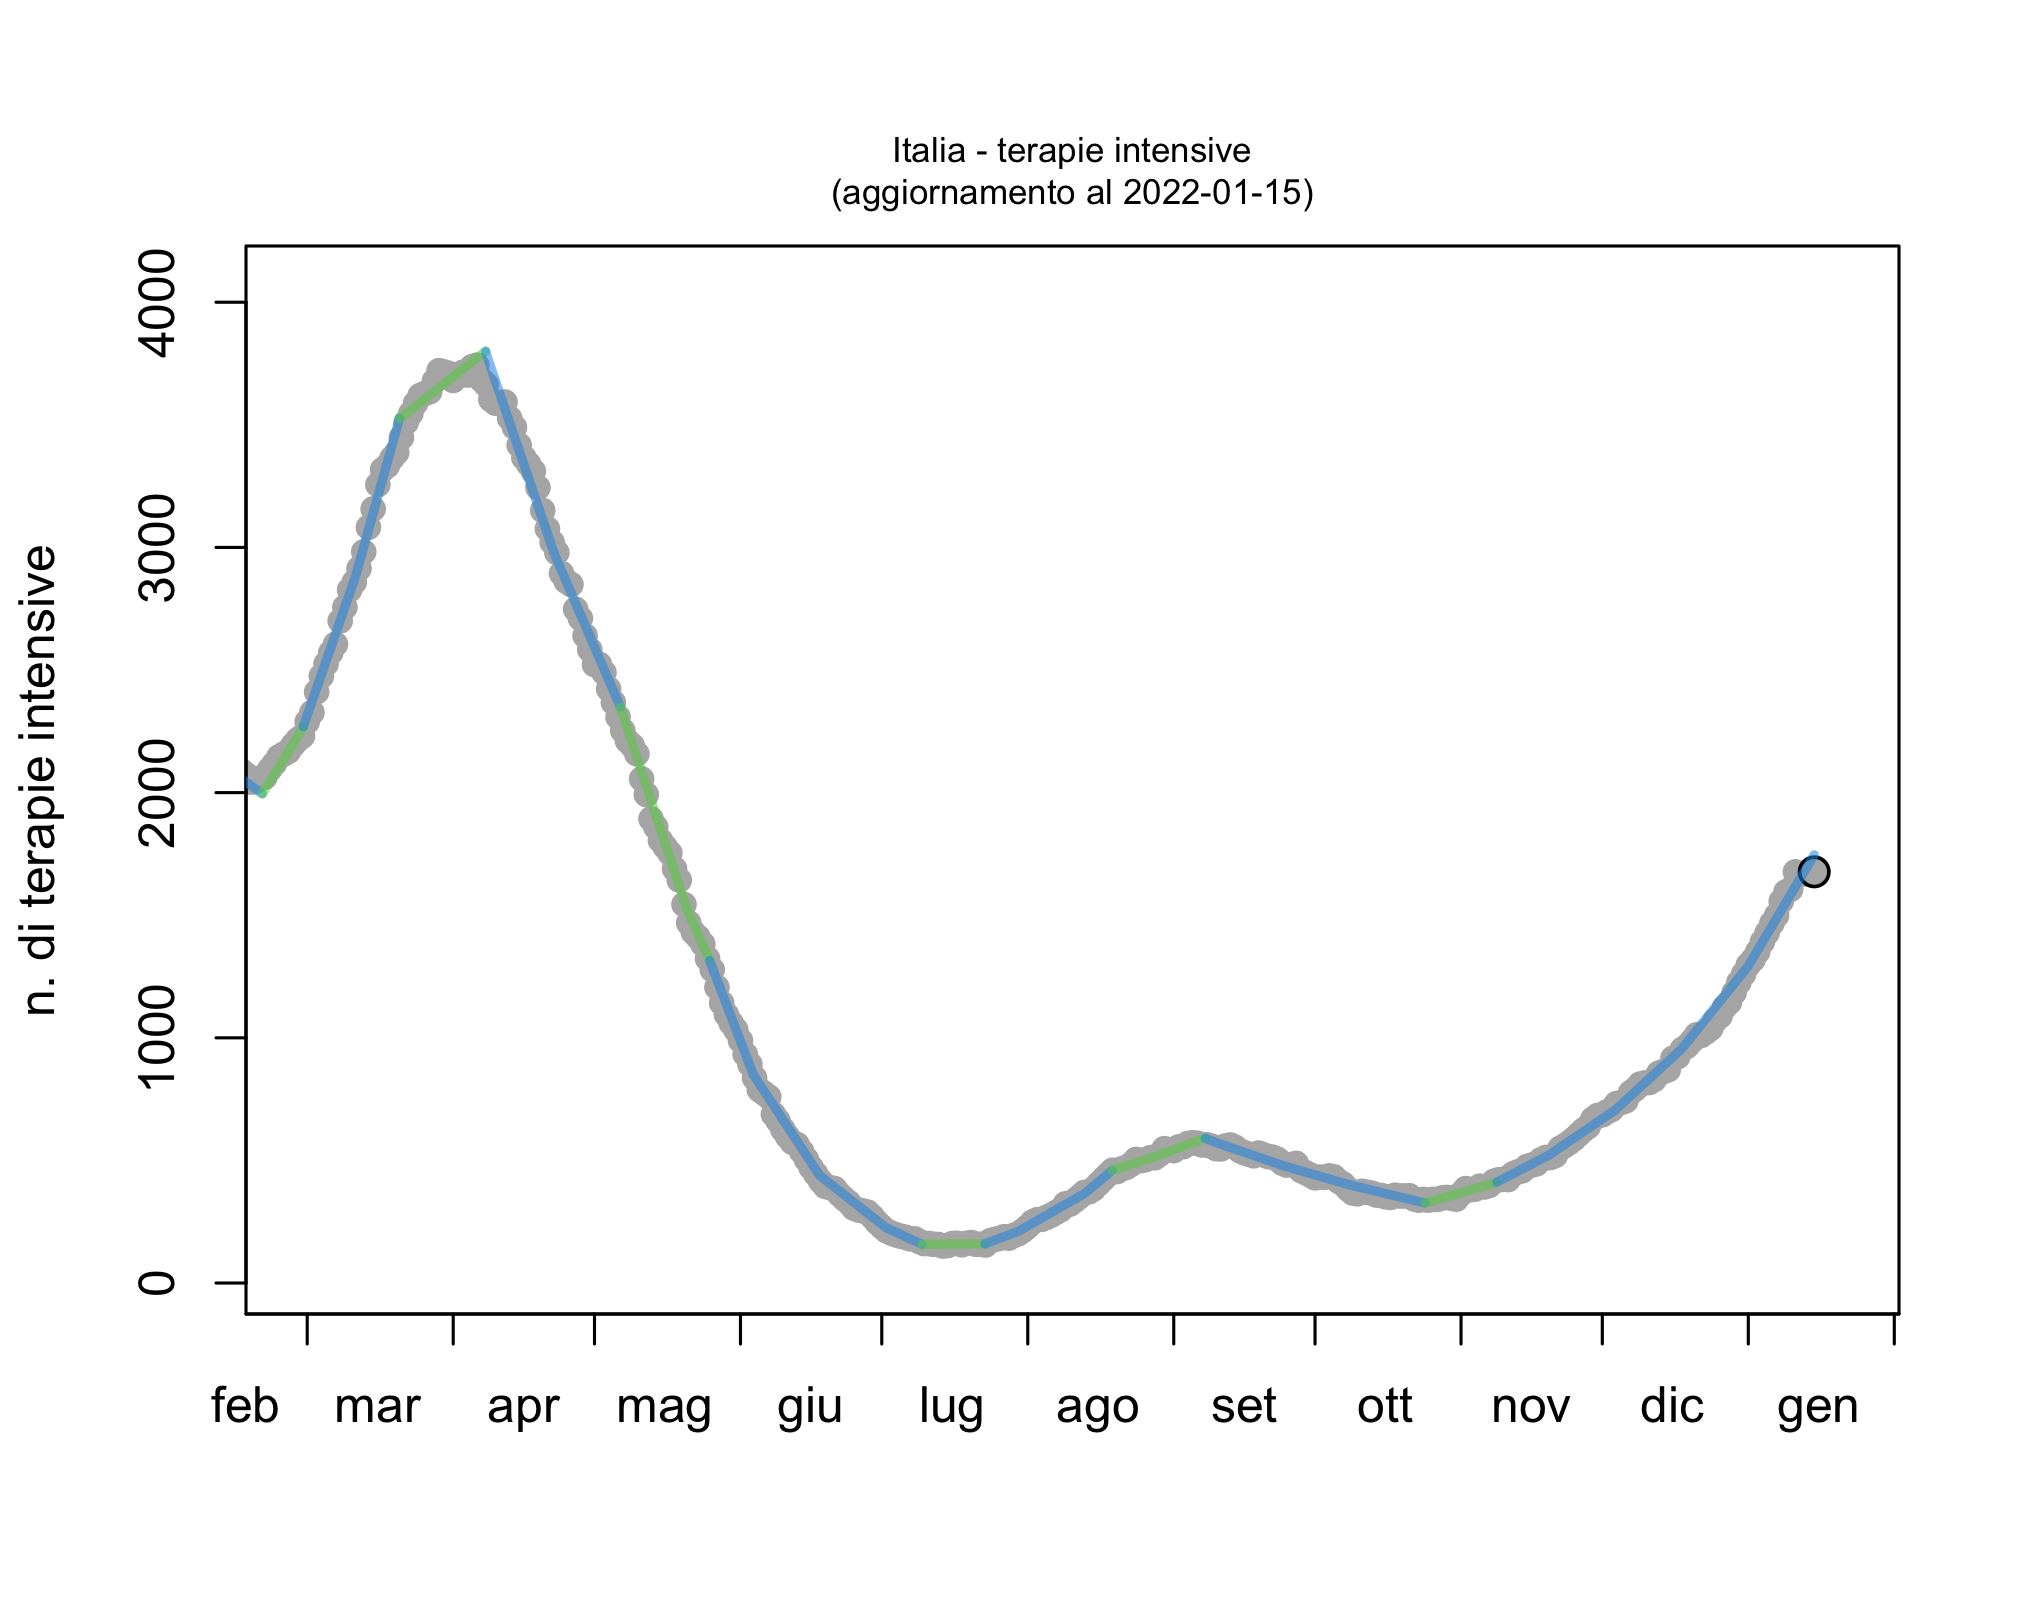 Italia - terapie intensive
(aggiornamento al 2022-01-15)
4000
3000
2000
1000
0
n. di terapie intensive
feb mar apr mag giu lug ago set ott nov dic gen